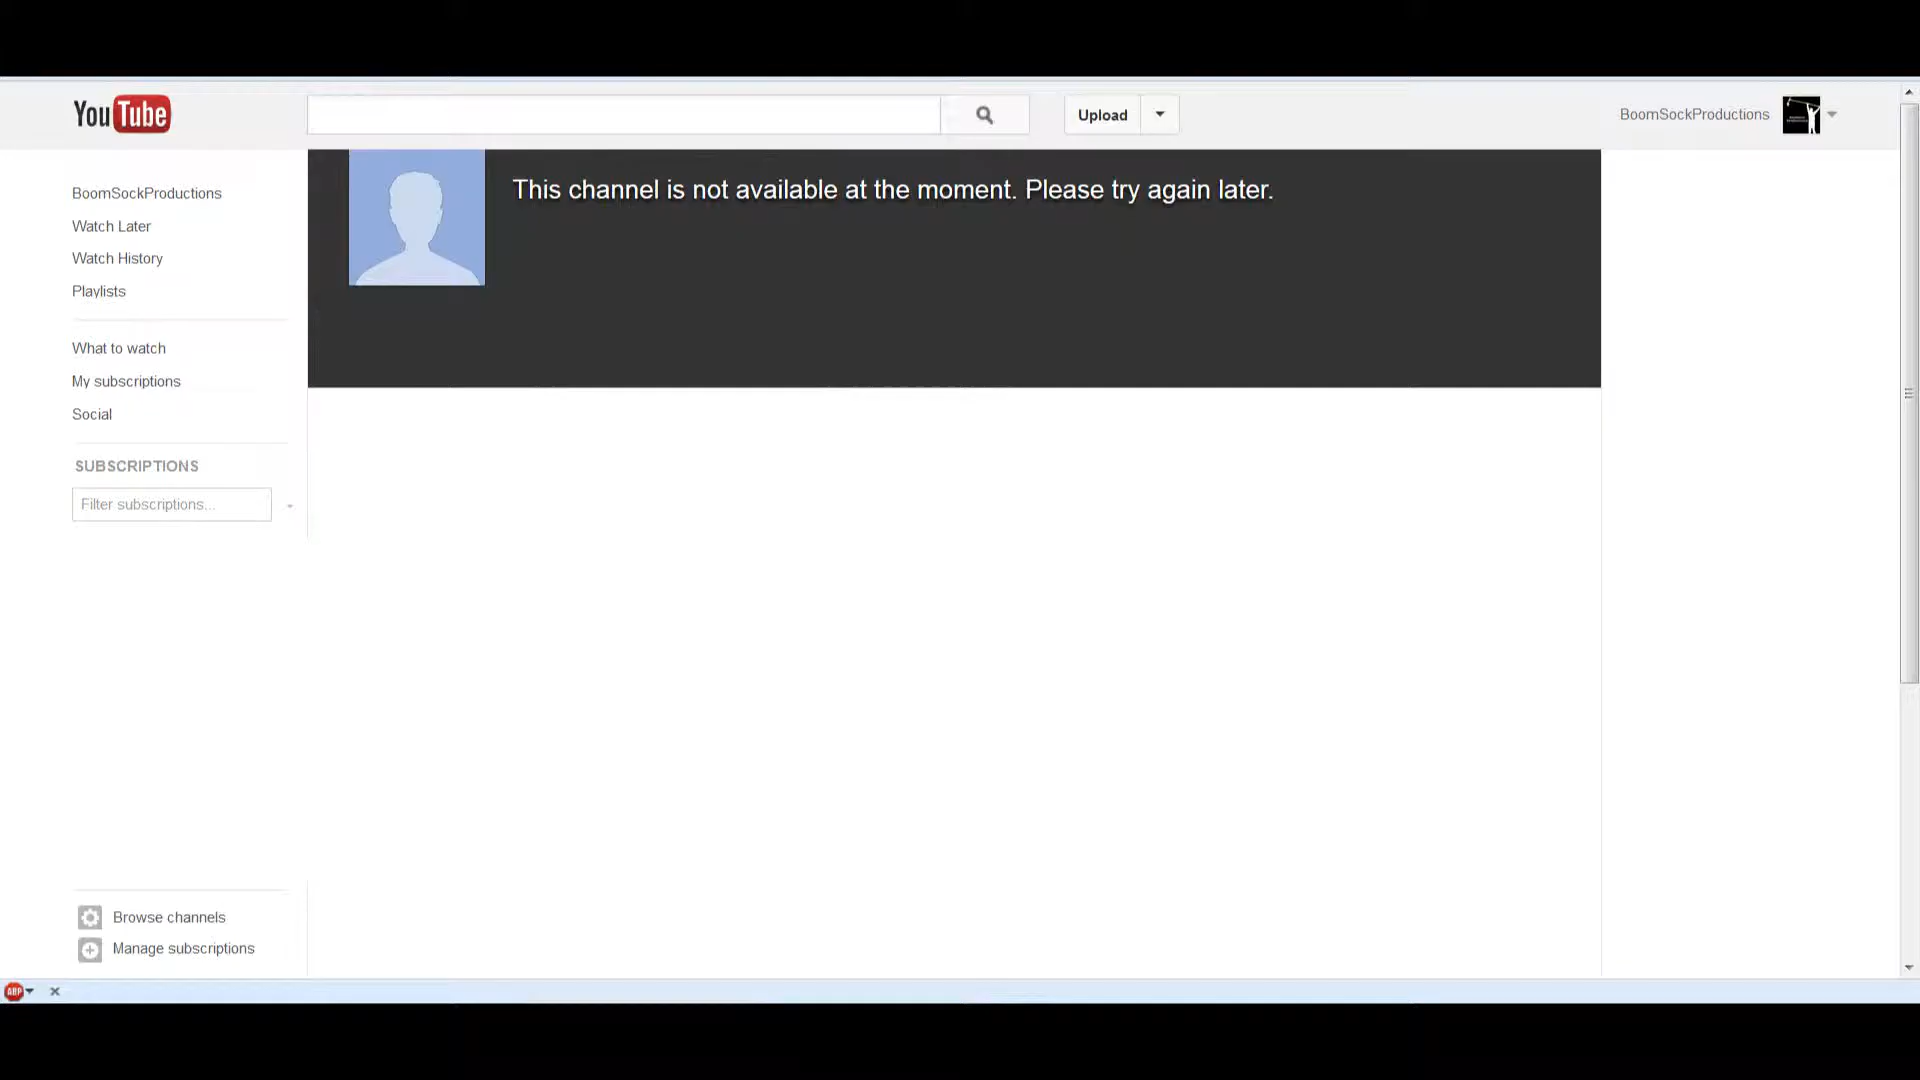 YouTube
Upload
BoomSockProductions
BoomSockProductions
Watch Later
Watch History
Playlists
What to watch
My subscriptions
Social
SUBSCRIPTIONS
Filter subscriptions...
This channel is not available at the moment. Please try again later.
Browse channels
Manage subscriptions
ABP